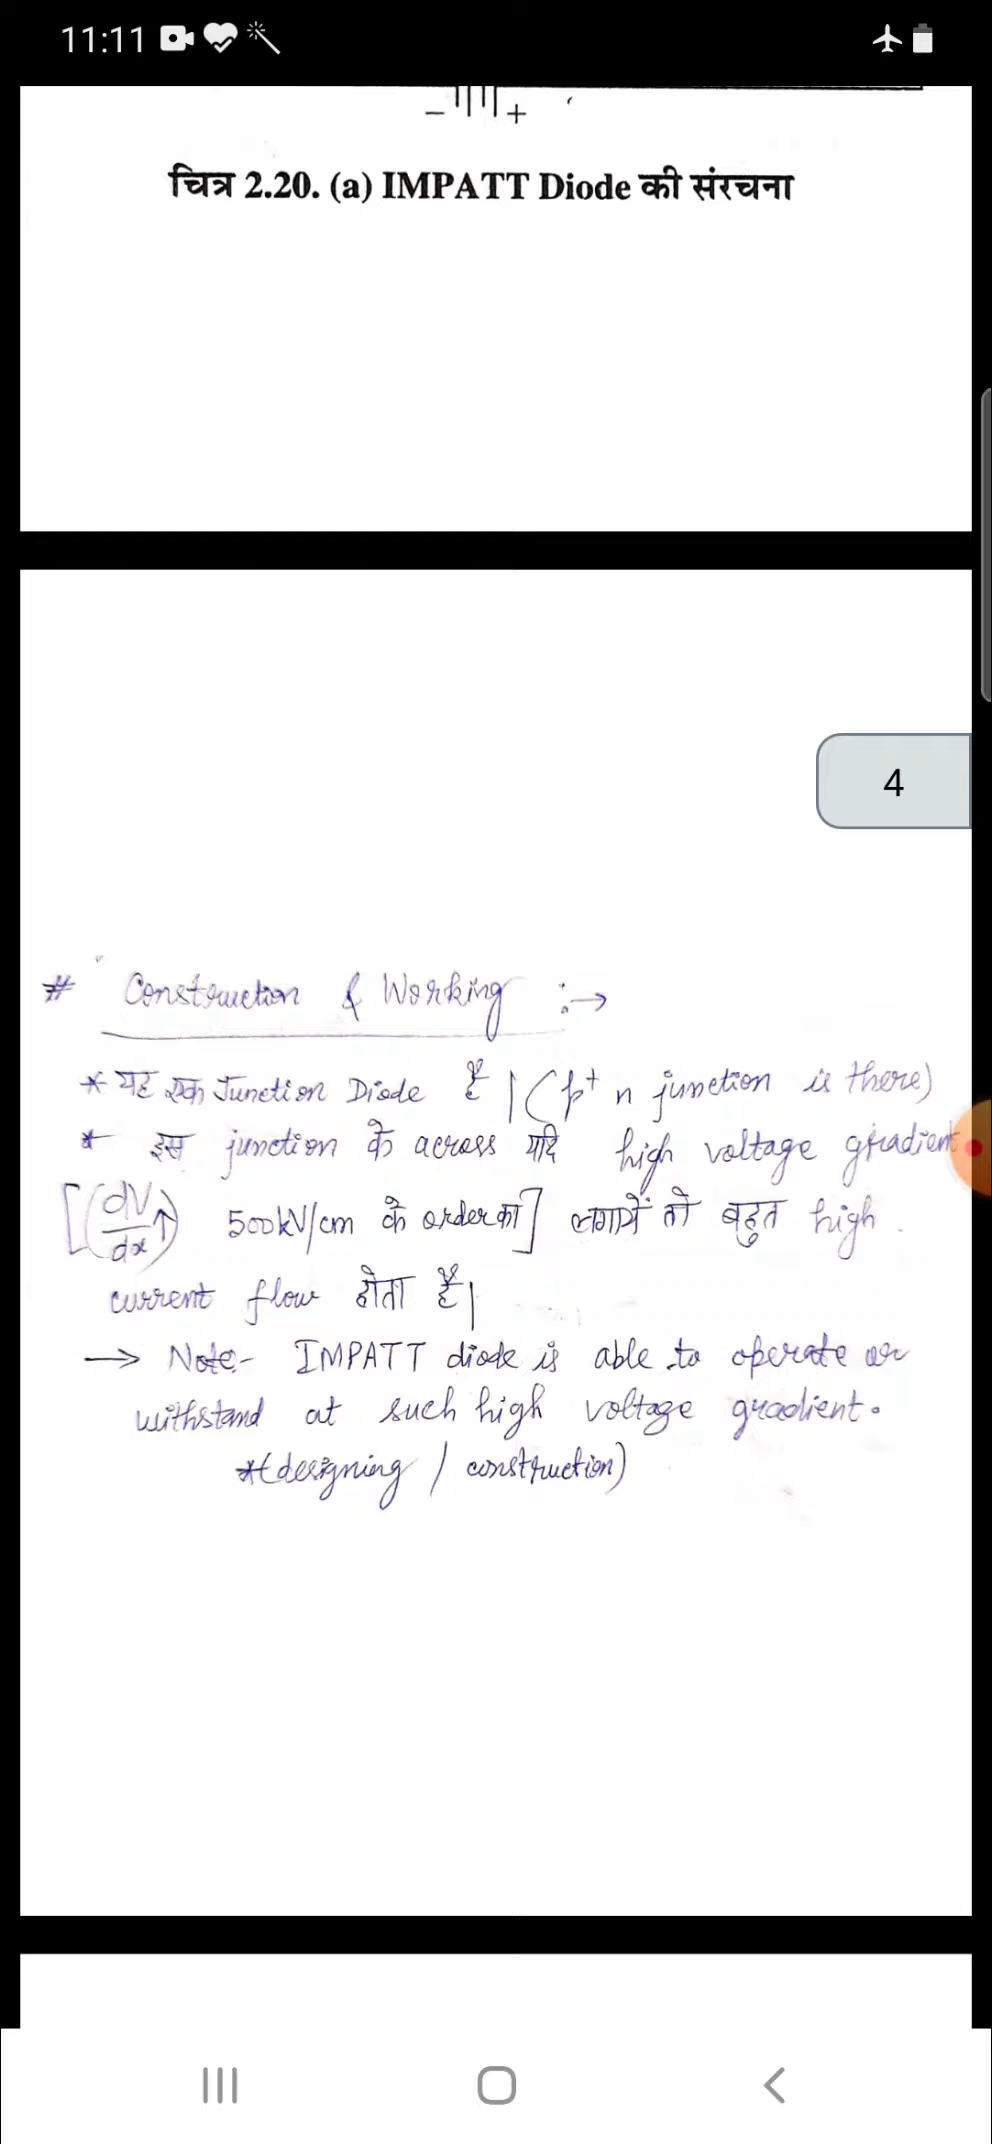 11:11
− +
चित्र 2.20. (a) IMPATT Diode की संरचना
4
# Construction & Working :→
* यह एक Junction Diode है | (p+ n junction is there)
* इस junction के across यदि high voltage gradient
[(dV/dx↑) 500kV/cm के order का] लगायें तो बहुत high
current flow होता है |
→ Note:- IMPATT diode is able to operate or
withstand at such high voltage gradient.
*(designing / construction)